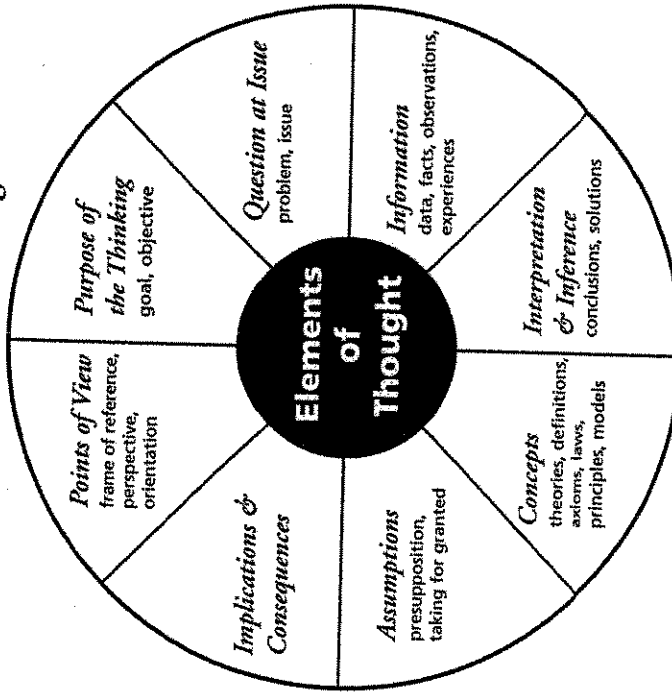 Elements
of
Thought
Purpose of
the Thinking
goal, objective
Question at Issue
problem, issue
Information
data, facts, observations,
experiences
Interpretation
& Inference
conclusions, solutions
Concepts
theories, definitions,
axioms, laws,
principles, models
Assumptions
presupposition,
taking for granted
Implications &
Consequences
Points of View
frame of reference,
perspective,
orientation